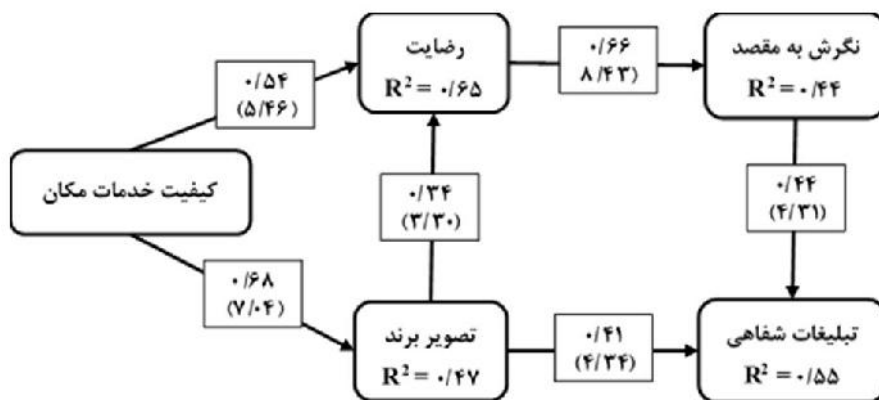 رضایت
R² = ۰/۶۵
۰/۶۶
۸/۴۳)
نگرش به مقصد
R² = ۰/۴۴
۰/۵۴
(۵/۴۶)
کیفیت خدمات مکان
۰/۳۴
(۳/۳۰)
۰/۴۴
(۴/۳۱)
۰/۶۸
(۷/۰۴)
تصویر برند
R² = ۰/۴۷
۰/۴۱
(۴/۳۴)
تبلیغات شفاهی
R² = ۰/۵۵